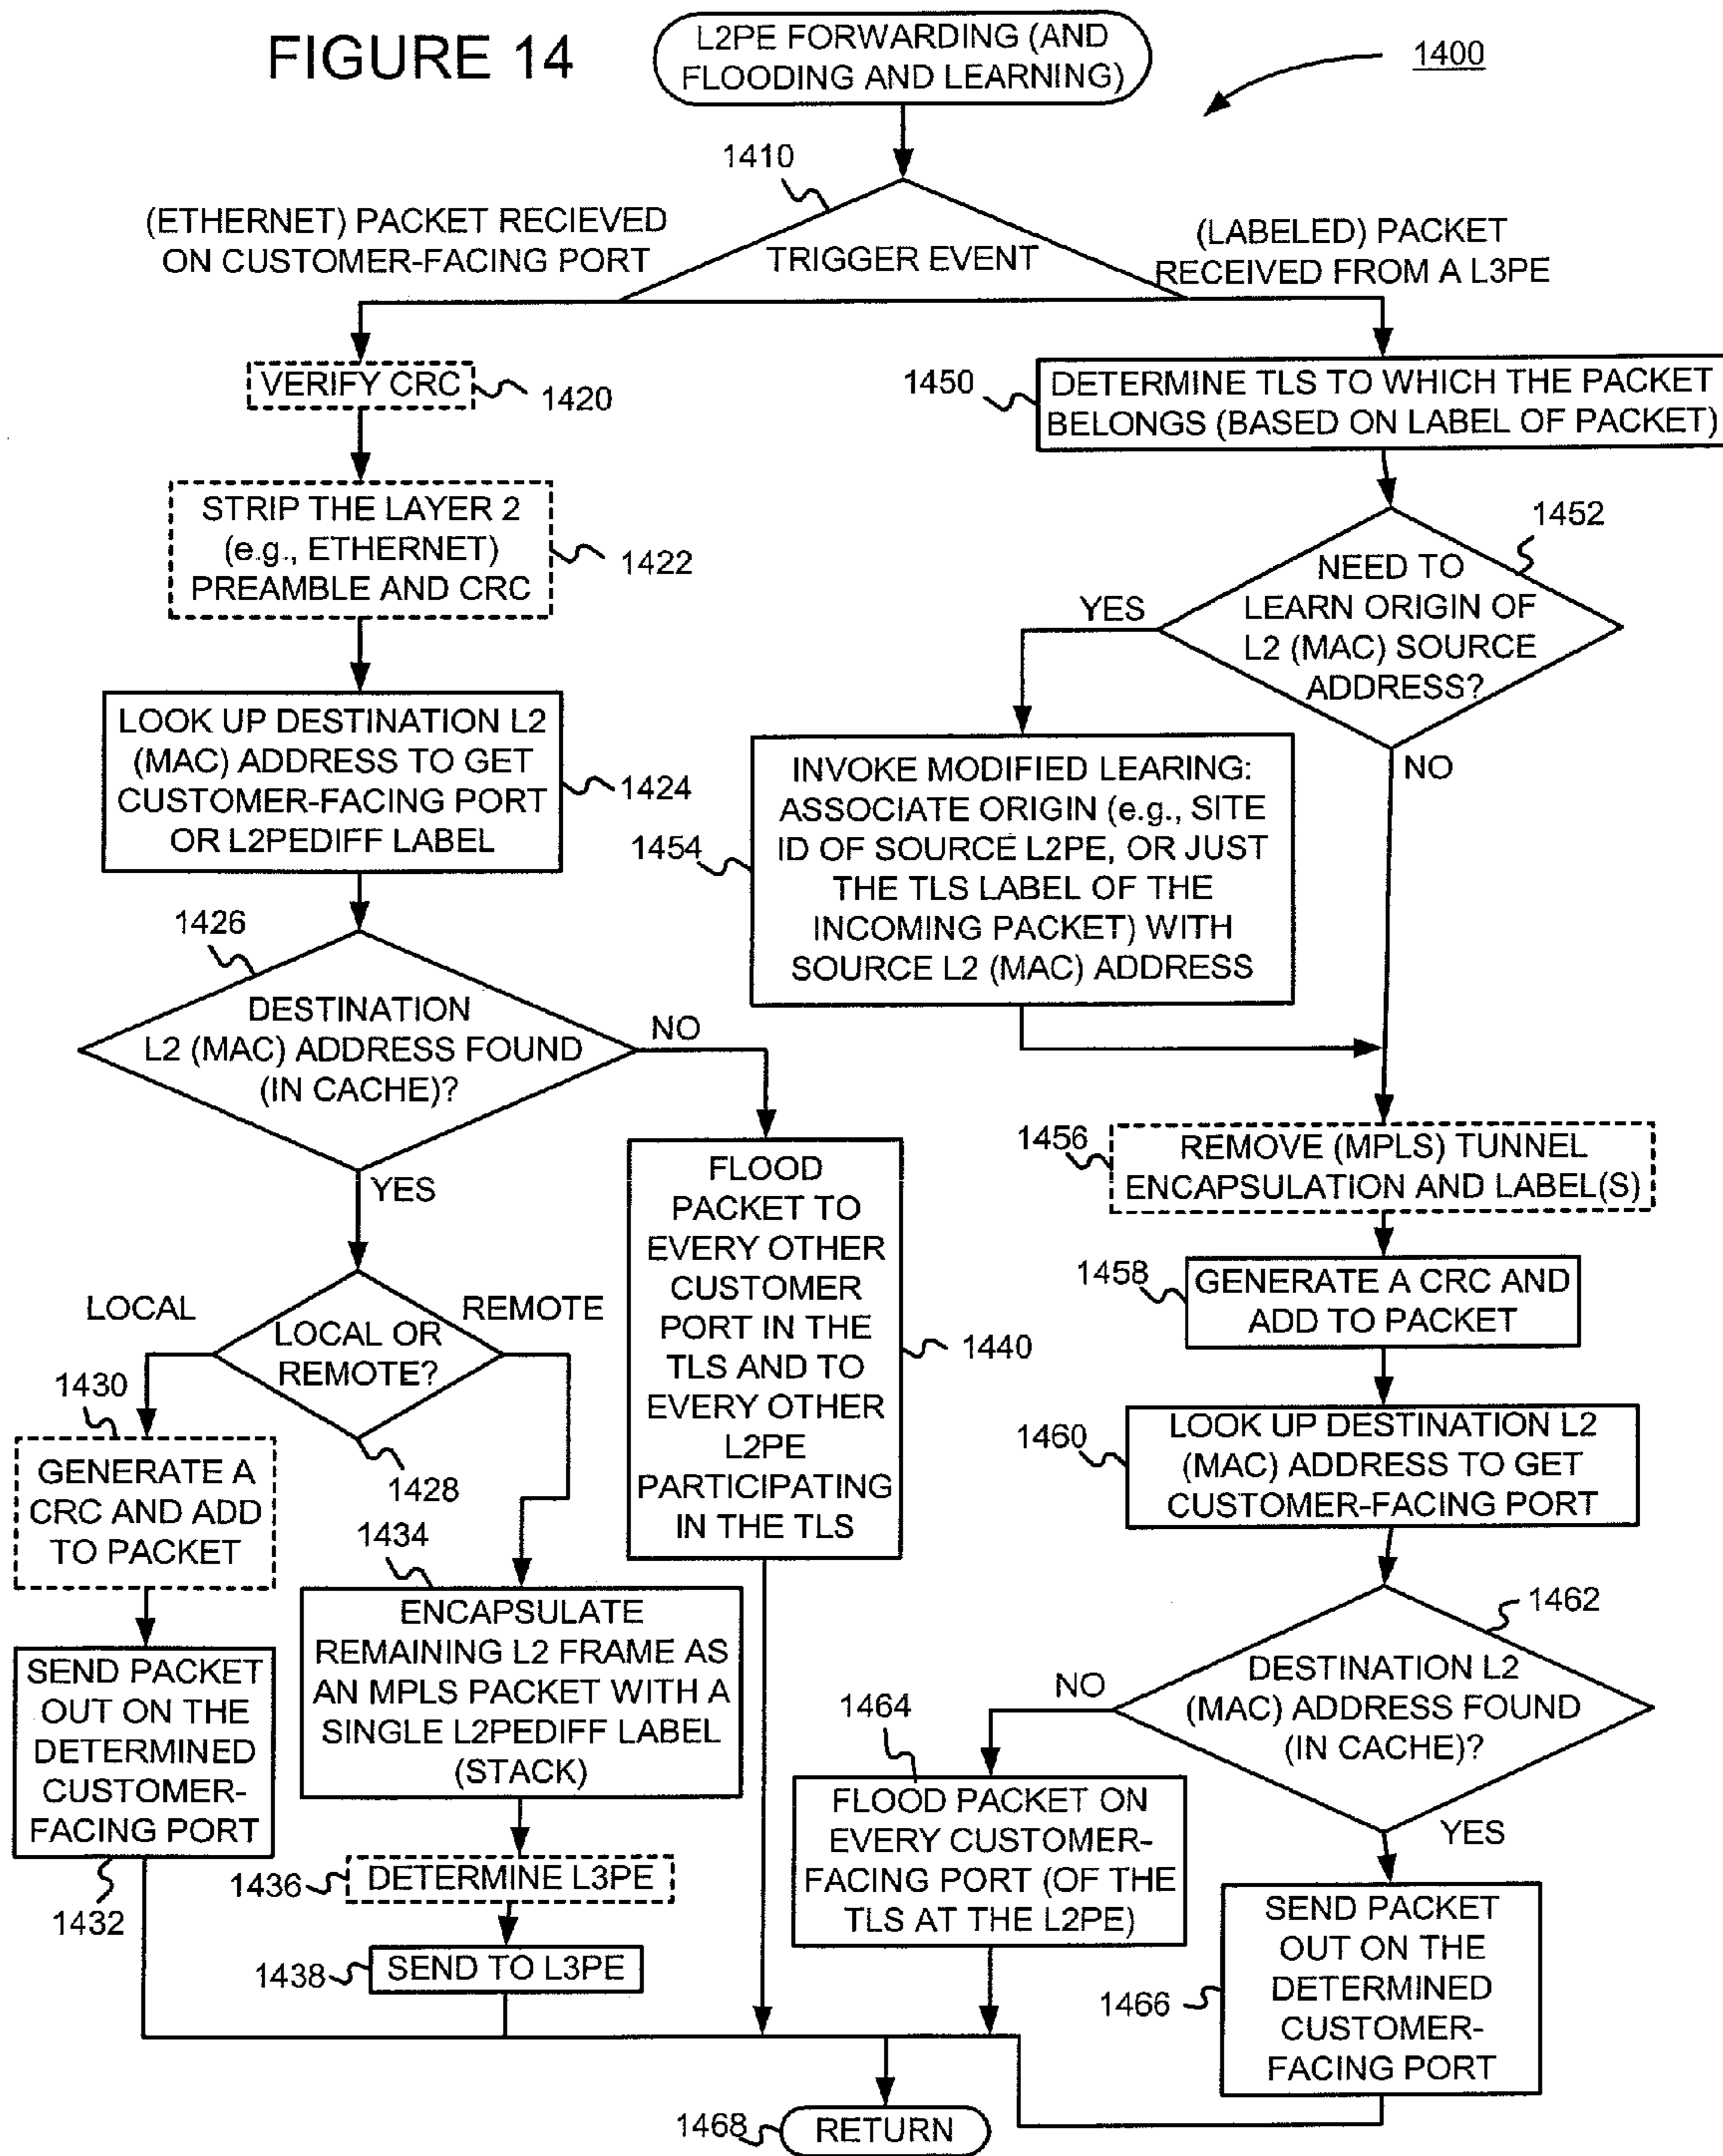 FIGURE 14
L2PE FORWARDING (AND
FLOODING AND LEARNING)
1400
1410
(ETHERNET) PACKET RECIEVED
ON CUSTOMER-FACING PORT
TRIGGER EVENT
(LABELED) PACKET
RECEIVED FROM A L3PE
VERIFY CRC
1420
STRIP THE LAYER 2
(e.g., ETHERNET)
PREAMBLE AND CRC
1422
LOOK UP DESTINATION L2
(MAC) ADDRESS TO GET
CUSTOMER-FACING PORT
OR L2PEDIFF LABEL
1424
1426
DESTINATION
L2 (MAC) ADDRESS FOUND
(IN CACHE)?
NO
YES
LOCAL
REMOTE
LOCAL OR
REMOTE?
1428
1430
GENERATE A
CRC AND ADD
TO PACKET
SEND PACKET
OUT ON THE
DETERMINED
CUSTOMER-
FACING PORT
1432
1434
ENCAPSULATE
REMAINING L2 FRAME AS
AN MPLS PACKET WITH A
SINGLE L2PEDIFF LABEL
(STACK)
1436
DETERMINE L3PE
1438
SEND TO L3PE
FLOOD
PACKET TO
EVERY OTHER
CUSTOMER
PORT IN THE
TLS AND TO
EVERY OTHER
L2PE
PARTICIPATING
IN THE TLS
1440
1450
DETERMINE TLS TO WHICH THE PACKET
BELONGS (BASED ON LABEL OF PACKET)
1452
NEED TO
LEARN ORIGIN OF
L2 (MAC) SOURCE
ADDRESS?
YES
NO
1454
INVOKE MODIFIED LEARING:
ASSOCIATE ORIGIN (e.g., SITE
ID OF SOURCE L2PE, OR JUST
THE TLS LABEL OF THE
INCOMING PACKET) WITH
SOURCE L2 (MAC) ADDRESS
1456
REMOVE (MPLS) TUNNEL
ENCAPSULATION AND LABEL(S)
1458
GENERATE A CRC AND
ADD TO PACKET
1460
LOOK UP DESTINATION L2
(MAC) ADDRESS TO GET
CUSTOMER-FACING PORT
1462
DESTINATION L2
(MAC) ADDRESS FOUND
(IN CACHE)?
NO
YES
1464
FLOOD PACKET ON
EVERY CUSTOMER-
FACING PORT (OF THE
TLS AT THE L2PE)
1466
SEND PACKET
OUT ON THE
DETERMINED
CUSTOMER-
FACING PORT
1468
RETURN